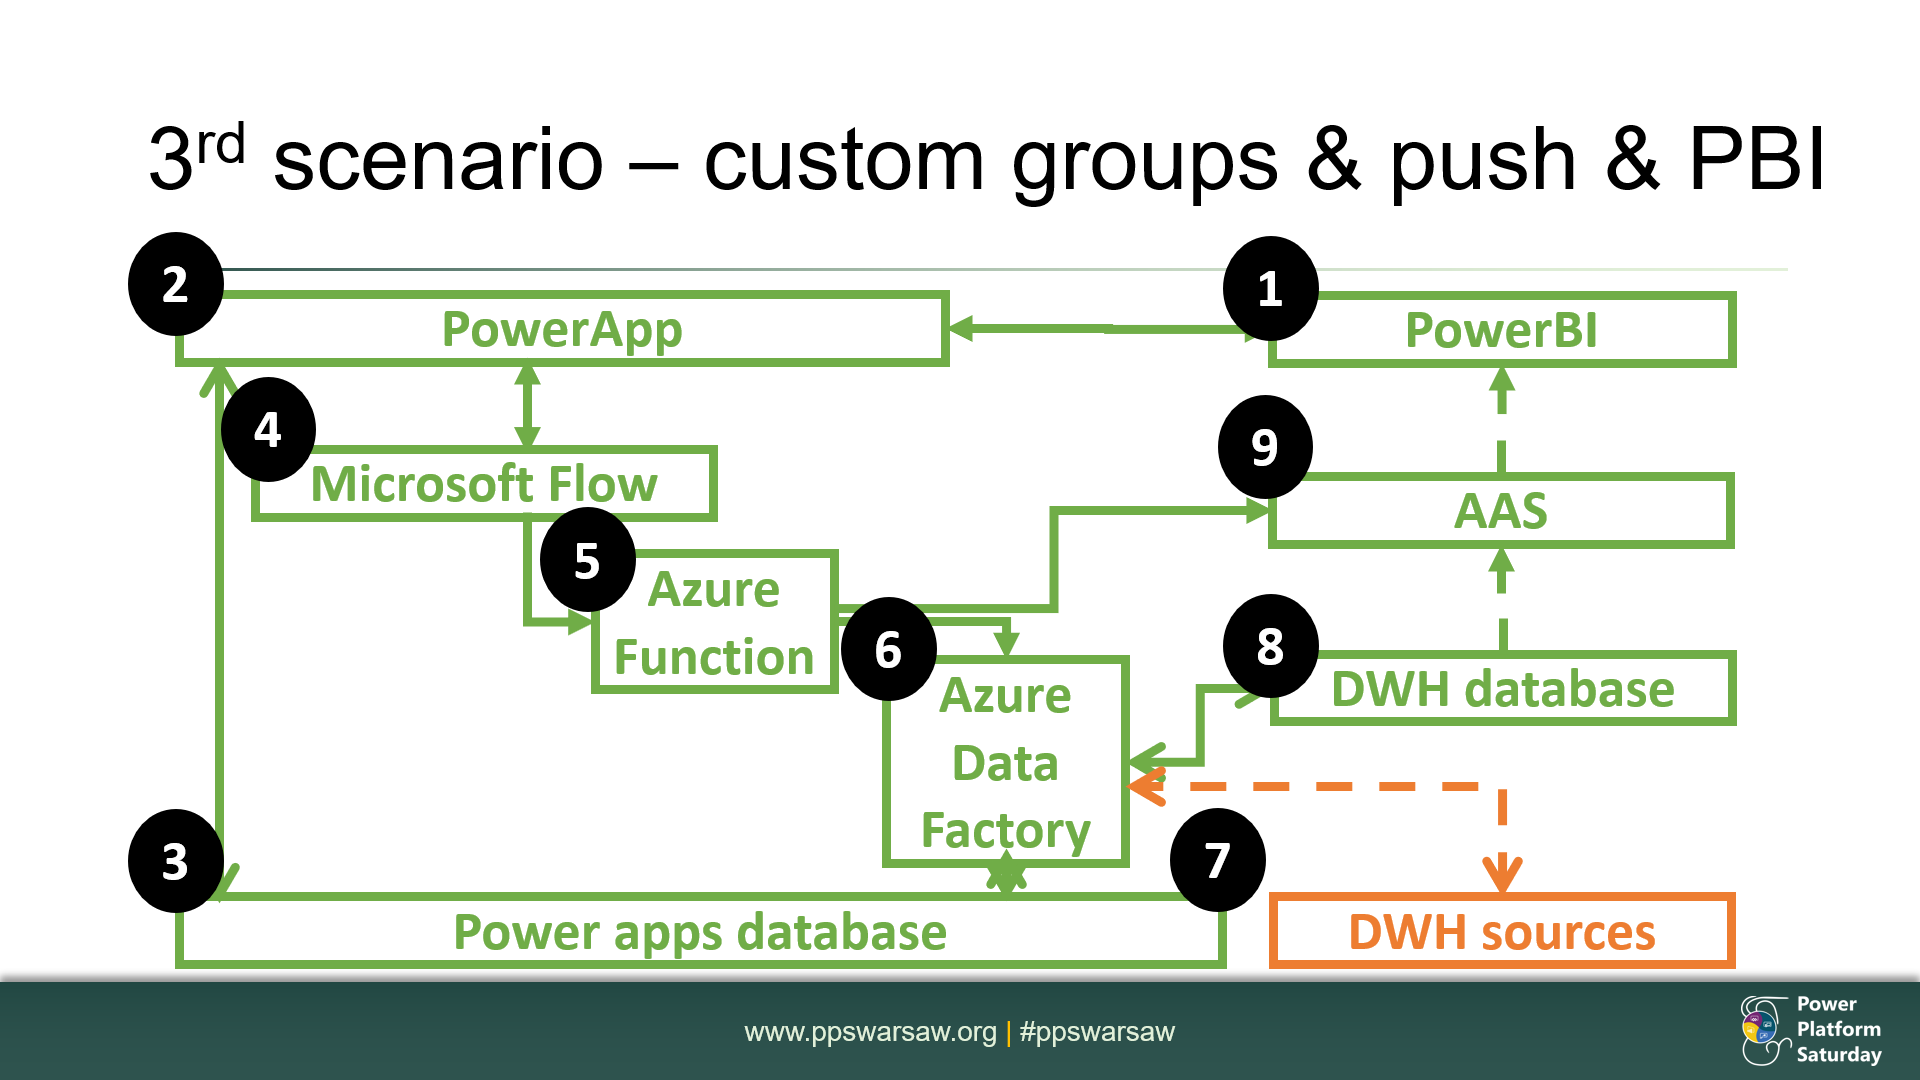 3rd scenario – custom groups & push & PBI
2
PowerApp
1
PowerBI
4
Microsoft Flow
9
AAS
5
Azure
Function
6
Azure
Data
Factory
8
DWH database
3
Power apps database
7
DWH sources
www.ppswarsaw.org | #ppswarsaw
Power
Platform
Saturday